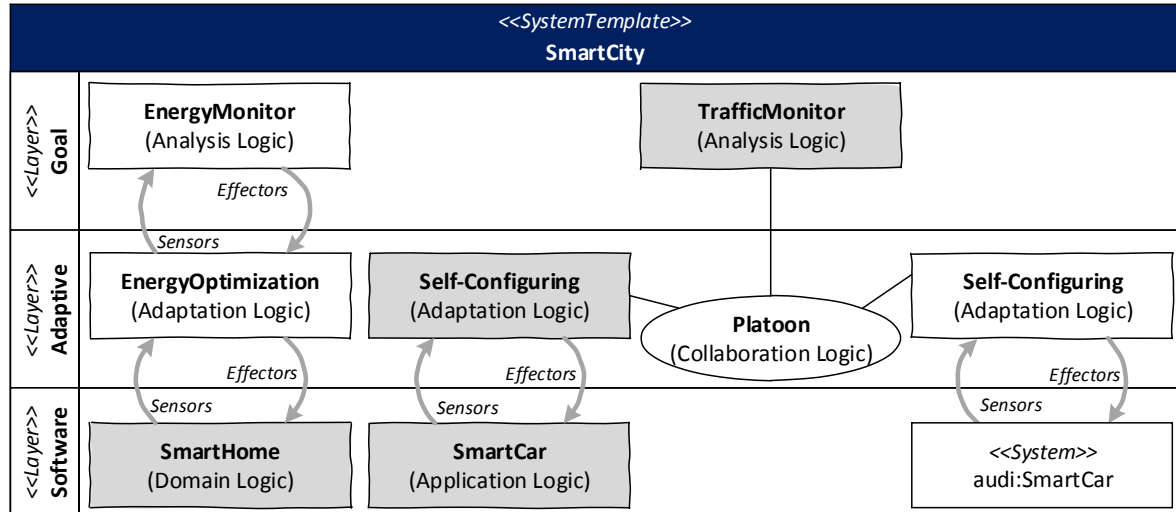 <<SystemTemplate>>
SmartCity
<<Layer>>
Goal
EnergyMonitor
(Analysis Logic)
TrafficMonitor
(Analysis Logic)
Effectors
Sensors
<<Layer>>
Adaptive
EnergyOptimization
(Adaptation Logic)
Self-Configuring
(Adaptation Logic)
Platoon
(Collaboration Logic)
Self-Configuring
(Adaptation Logic)
Effectors
Sensors
Effectors
Sensors
Effectors
Sensors
<<Layer>>
Software
SmartHome
(Domain Logic)
SmartCar
(Application Logic)
<<System>>
audi:SmartCar